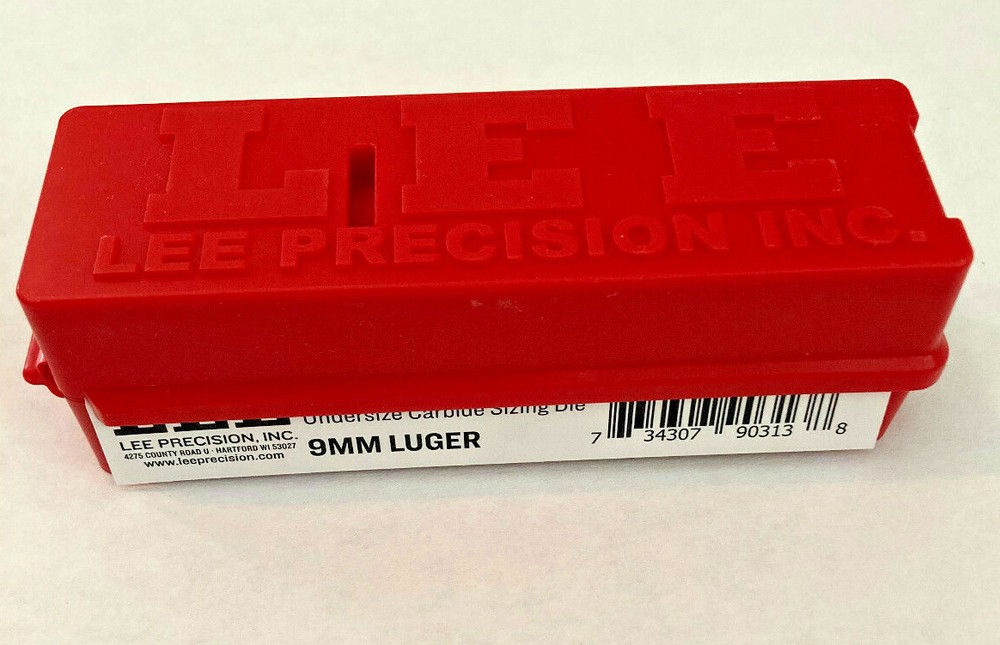 LEE
LEE PRECISION INC.
LEE
Undersize Carbide Sizing Die
LEE PRECISION, INC.
4275 COUNTY ROAD U · HARTFORD WI 53027
www.leeprecision.com
9MM LUGER
7 34307 90313 8